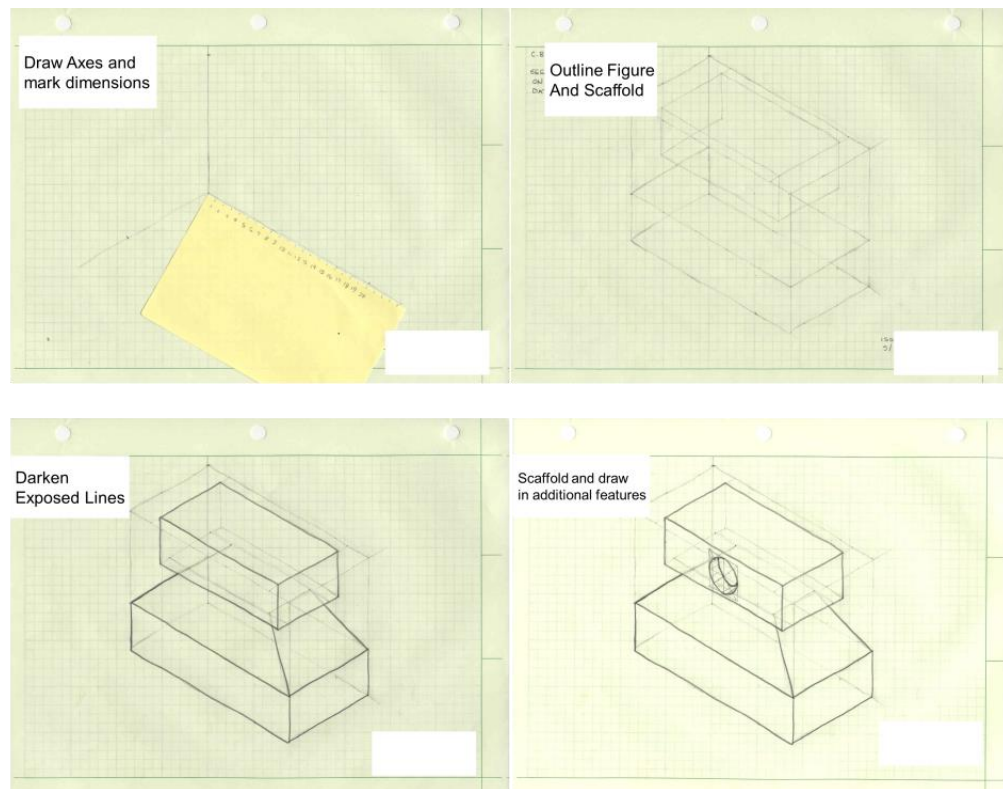 Draw Axes and
mark dimensions
Outline Figure
And Scaffold
Darken
Exposed Lines
Scaffold and draw
in additional features